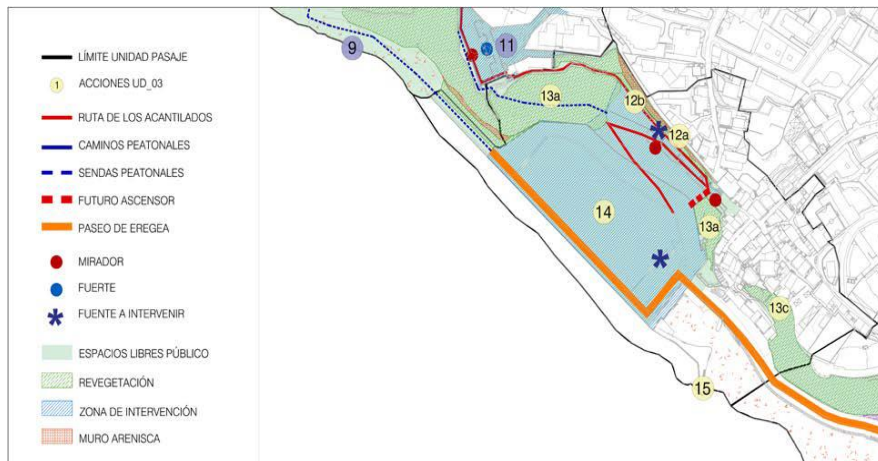 LÍMITE UNIDAD PASAJE
1 ACCIONES UD_03
RUTA DE LOS ACANTILADOS
CAMINOS PEATONALES
SENDAS PEATONALES
FUTURO ASCENSOR
PASEO DE EREGEA
MIRADOR
FUERTE
FUENTE A INTERVENIR
ESPACIOS LIBRES PÚBLICO
REVEGETACIÓN
ZONA DE INTERVENCIÓN
MURO ARENISCA
9
11
13a
12b
12a
14
13a
13c
15